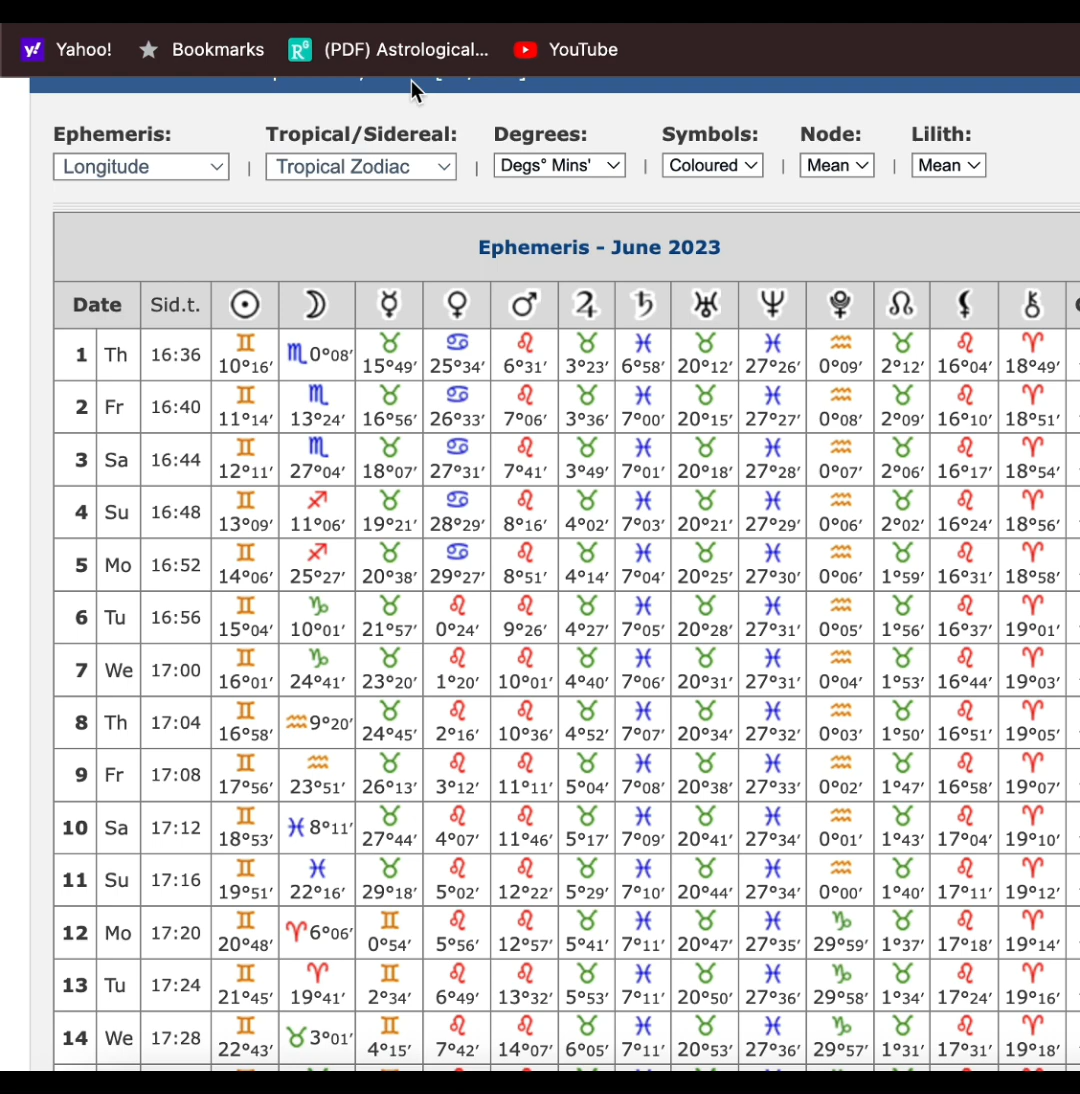 Yahoo! Bookmarks (PDF) Astrological... YouTube
Ephemeris: Tropical/Sidereal: Degrees: Symbols: Node: Lilith:
Longitude | Tropical Zodiac | Degs° Mins' | Coloured | Mean | Mean
Ephemeris - June 2023
Date Sid.t. ☉ ☽ ☿ ♀ ♂ ♃ ♄ ♅ ♆ ♇ ☊ ⚸ ⚷
1 Th 16:36 ♊ 10°16' ♏ 0°08' ♉ 15°49' ♋ 25°34' ♌ 6°31' ♉ 3°23' ♓ 6°58' ♉ 20°12' ♓ 27°26' ♒ 0°09' ♉ 2°12' ♌ 16°04' ♈ 18°49'
2 Fr 16:40 ♊ 11°14' ♏ 13°24' ♉ 16°56' ♋ 26°33' ♌ 7°06' ♉ 3°36' ♓ 7°00' ♉ 20°15' ♓ 27°27' ♒ 0°08' ♉ 2°09' ♌ 16°10' ♈ 18°51'
3 Sa 16:44 ♊ 12°11' ♏ 27°04' ♉ 18°07' ♋ 27°31' ♌ 7°41' ♉ 3°49' ♓ 7°01' ♉ 20°18' ♓ 27°28' ♒ 0°07' ♉ 2°06' ♌ 16°17' ♈ 18°54'
4 Su 16:48 ♊ 13°09' ♐ 11°06' ♉ 19°21' ♋ 28°29' ♌ 8°16' ♉ 4°02' ♓ 7°03' ♉ 20°21' ♓ 27°29' ♒ 0°06' ♉ 2°02' ♌ 16°24' ♈ 18°56'
5 Mo 16:52 ♊ 14°06' ♐ 25°27' ♉ 20°38' ♋ 29°27' ♌ 8°51' ♉ 4°14' ♓ 7°04' ♉ 20°25' ♓ 27°30' ♒ 0°06' ♉ 1°59' ♌ 16°31' ♈ 18°58'
6 Tu 16:56 ♊ 15°04' ♑ 10°01' ♉ 21°57' ♌ 0°24' ♌ 9°26' ♉ 4°27' ♓ 7°05' ♉ 20°28' ♓ 27°31' ♒ 0°05' ♉ 1°56' ♌ 16°37' ♈ 19°01'
7 We 17:00 ♊ 16°01' ♑ 24°41' ♉ 23°20' ♌ 1°20' ♌ 10°01' ♉ 4°40' ♓ 7°06' ♉ 20°31' ♓ 27°31' ♒ 0°04' ♉ 1°53' ♌ 16°44' ♈ 19°03'
8 Th 17:04 ♊ 16°58' ♒ 9°20' ♉ 24°45' ♌ 2°16' ♌ 10°36' ♉ 4°52' ♓ 7°07' ♉ 20°34' ♓ 27°32' ♒ 0°03' ♉ 1°50' ♌ 16°51' ♈ 19°05'
9 Fr 17:08 ♊ 17°56' ♒ 23°51' ♉ 26°13' ♌ 3°12' ♌ 11°11' ♉ 5°04' ♓ 7°08' ♉ 20°38' ♓ 27°33' ♒ 0°02' ♉ 1°47' ♌ 16°58' ♈ 19°07'
10 Sa 17:12 ♊ 18°53' ♓ 8°11' ♉ 27°44' ♌ 4°07' ♌ 11°46' ♉ 5°17' ♓ 7°09' ♉ 20°41' ♓ 27°34' ♒ 0°01' ♉ 1°43' ♌ 17°04' ♈ 19°10'
11 Su 17:16 ♊ 19°51' ♓ 22°16' ♉ 29°18' ♌ 5°02' ♌ 12°22' ♉ 5°29' ♓ 7°10' ♉ 20°44' ♓ 27°34' ♒ 0°00' ♉ 1°40' ♌ 17°11' ♈ 19°12'
12 Mo 17:20 ♊ 20°48' ♈ 6°06' ♊ 0°54' ♌ 5°56' ♌ 12°57' ♉ 5°41' ♓ 7°11' ♉ 20°47' ♓ 27°35' ♑ 29°59' ♉ 1°37' ♌ 17°18' ♈ 19°14'
13 Tu 17:24 ♊ 21°45' ♈ 19°41' ♊ 2°34' ♌ 6°49' ♌ 13°32' ♉ 5°53' ♓ 7°11' ♉ 20°50' ♓ 27°36' ♑ 29°58' ♉ 1°34' ♌ 17°24' ♈ 19°16'
14 We 17:28 ♊ 22°43' ♉ 3°01' ♊ 4°15' ♌ 7°42' ♌ 14°07' ♉ 6°05' ♓ 7°11' ♉ 20°53' ♓ 27°36' ♑ 29°57' ♉ 1°31' ♌ 17°31' ♈ 19°18'